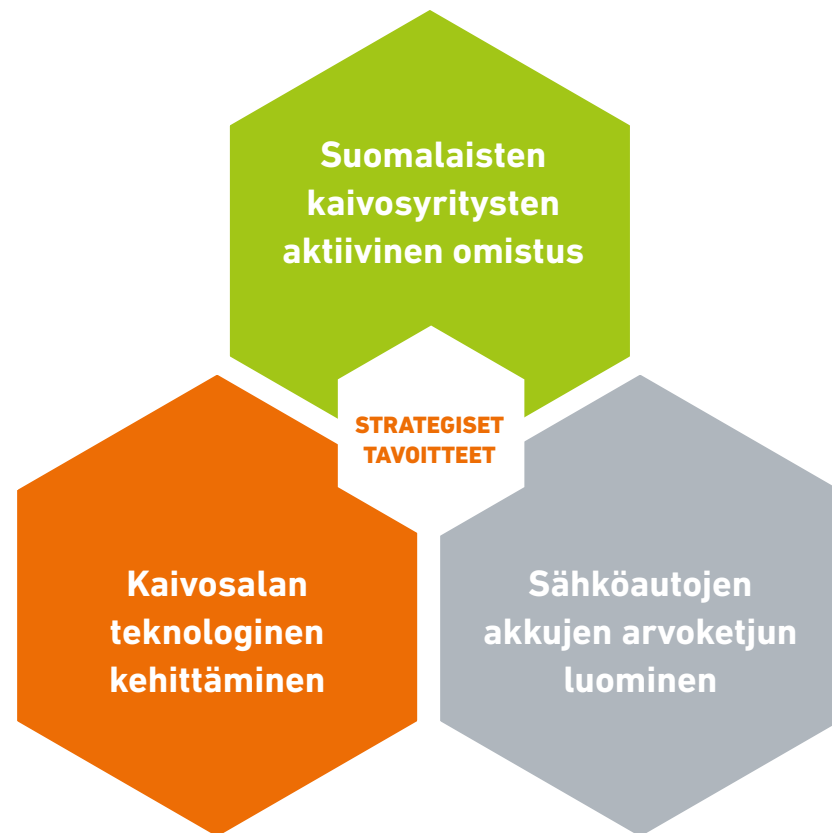 Suomalaisten
kaivosyritysten
aktiivinen omistus
STRATEGISET
TAVOITTEET
Kaivosalan
teknologinen
kehittäminen
Sähköautojen
akkujen arvoketjun
luominen